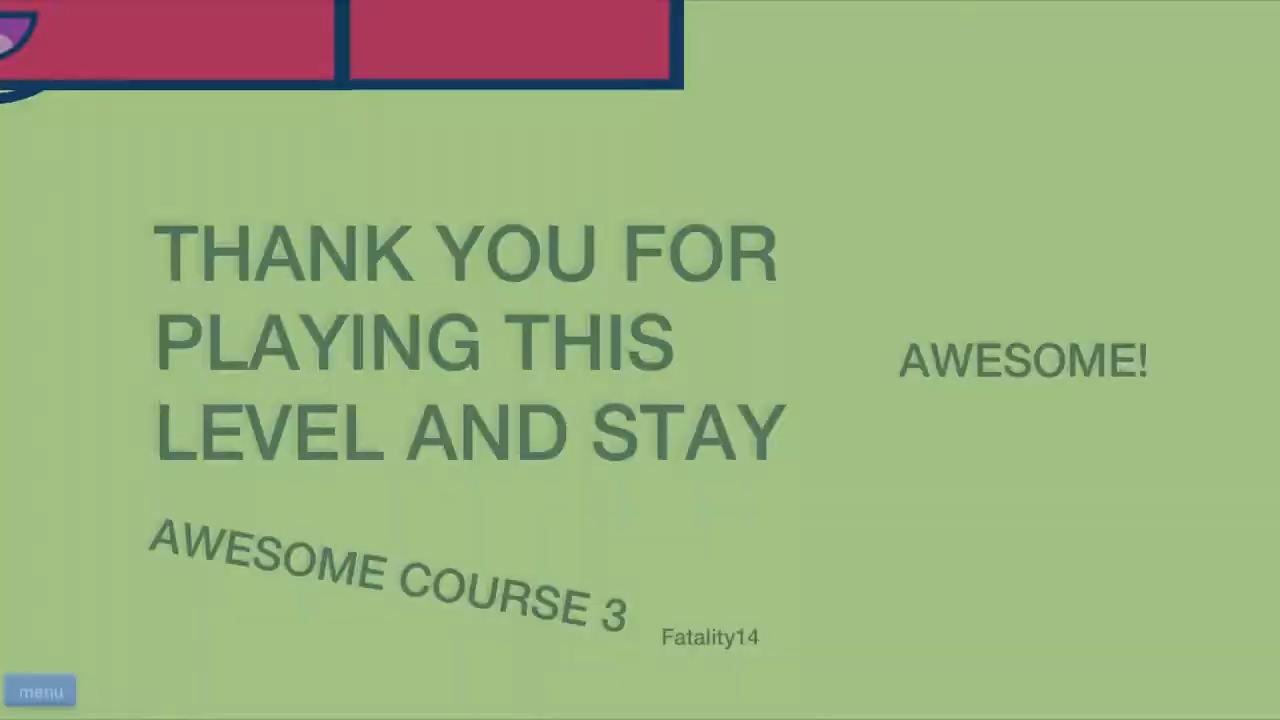 THANK YOU FOR
PLAYING THIS
LEVEL AND STAY
AWESOME!
AWESOME COURSE 3
Fatality14
menu